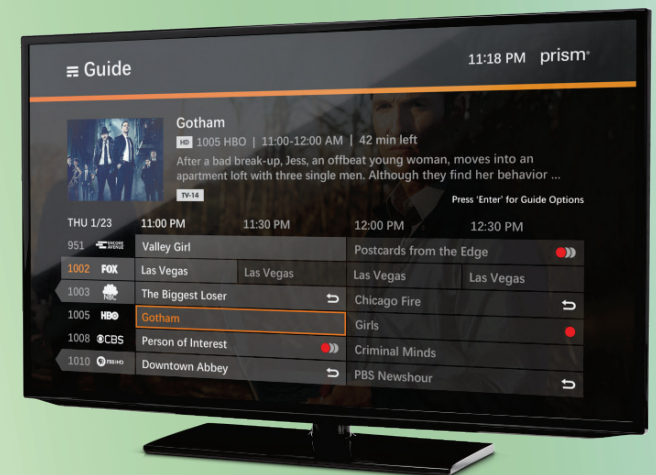 Guide
11:18 PM prism
Gotham
HD 1005 HBO | 11:00-12:00 AM | 42 min left
After a bad break-up, Jess, an offbeat young woman, moves into an
apartment loft with three single men. Although they find her behavior ...
TV-14
Press 'Enter' for Guide Options
THU 1/23 11:00 PM 11:30 PM 12:00 PM 12:30 PM
951 ENCORE AVENUE Valley Girl Postcards from the Edge
1002 FOX Las Vegas Las Vegas Las Vegas Las Vegas
1003 NBC The Biggest Loser Chicago Fire
1005 HBO Gotham Girls
1008 CBS Person of Interest Criminal Minds
1010 PBS HD Downtown Abbey PBS Newshour